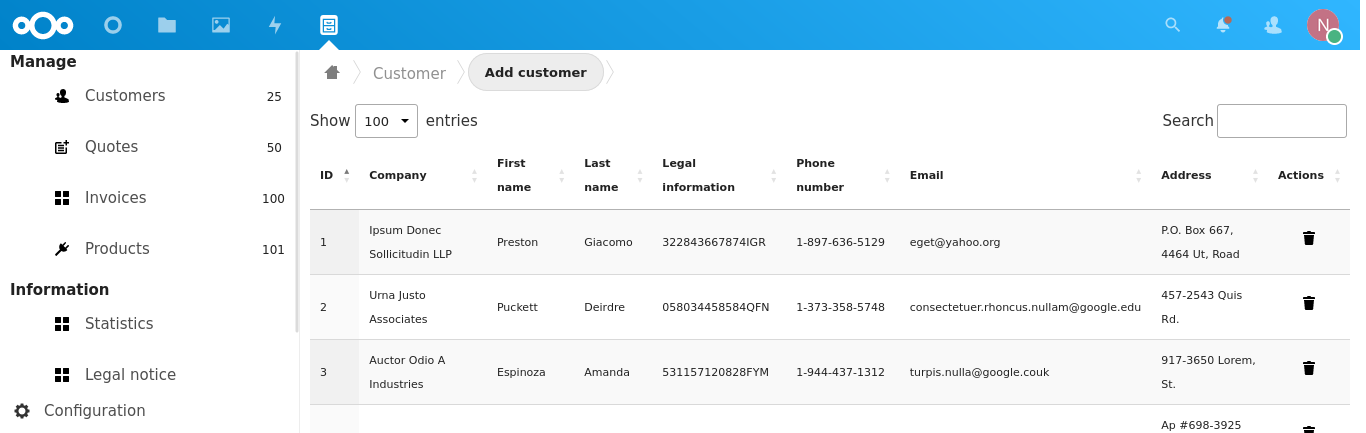 N
Manage
Customers 25
Quotes 50
Invoices 100
Products 101
Information
Statistics
Legal notice
Configuration
Customer Add customer
Show 100 entries Search
ID Company First name Last name Legal information Phone number Email Address Actions
1 Ipsum Donec Sollicitudin LLP Preston Giacomo 322843667874IGR 1-897-636-5129 eget@yahoo.org P.O. Box 667, 4464 Ut, Road
2 Urna Justo Associates Puckett Deirdre 058034458584QFN 1-373-358-5748 consectetuer.rhoncus.nullam@google.edu 457-2543 Quis Rd.
3 Auctor Odio A Industries Espinoza Amanda 531157120828FYM 1-944-437-1312 turpis.nulla@google.couk 917-3650 Lorem, St.
Ap #698-3925